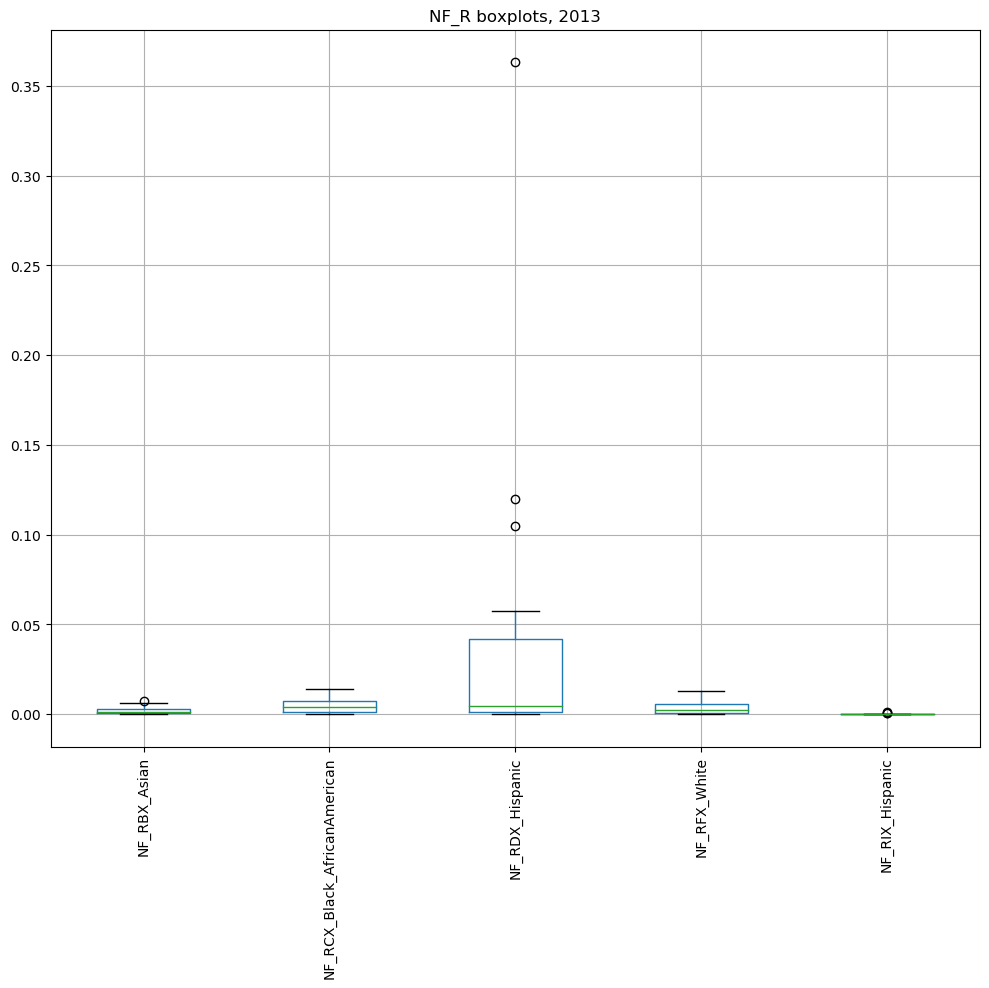 NF_R boxplots, 2013
0.35
0.30
0.25
0.20
0.15
0.10
0.05
0.00
NF_RBX_Asian
NF_RCX_Black_AfricanAmerican
NF_RDX_Hispanic
NF_RFX_White
NF_RIX_Hispanic